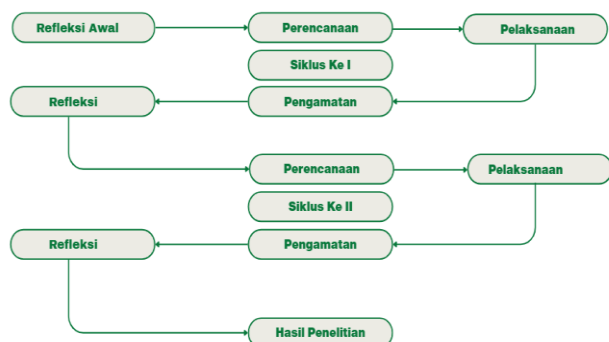 Refleksi Awal
Perencanaan
Pelaksanaan
Siklus Ke I
Refleksi
Pengamatan
Perencanaan
Pelaksanaan
Siklus Ke II
Refleksi
Pengamatan
Hasil Penelitian